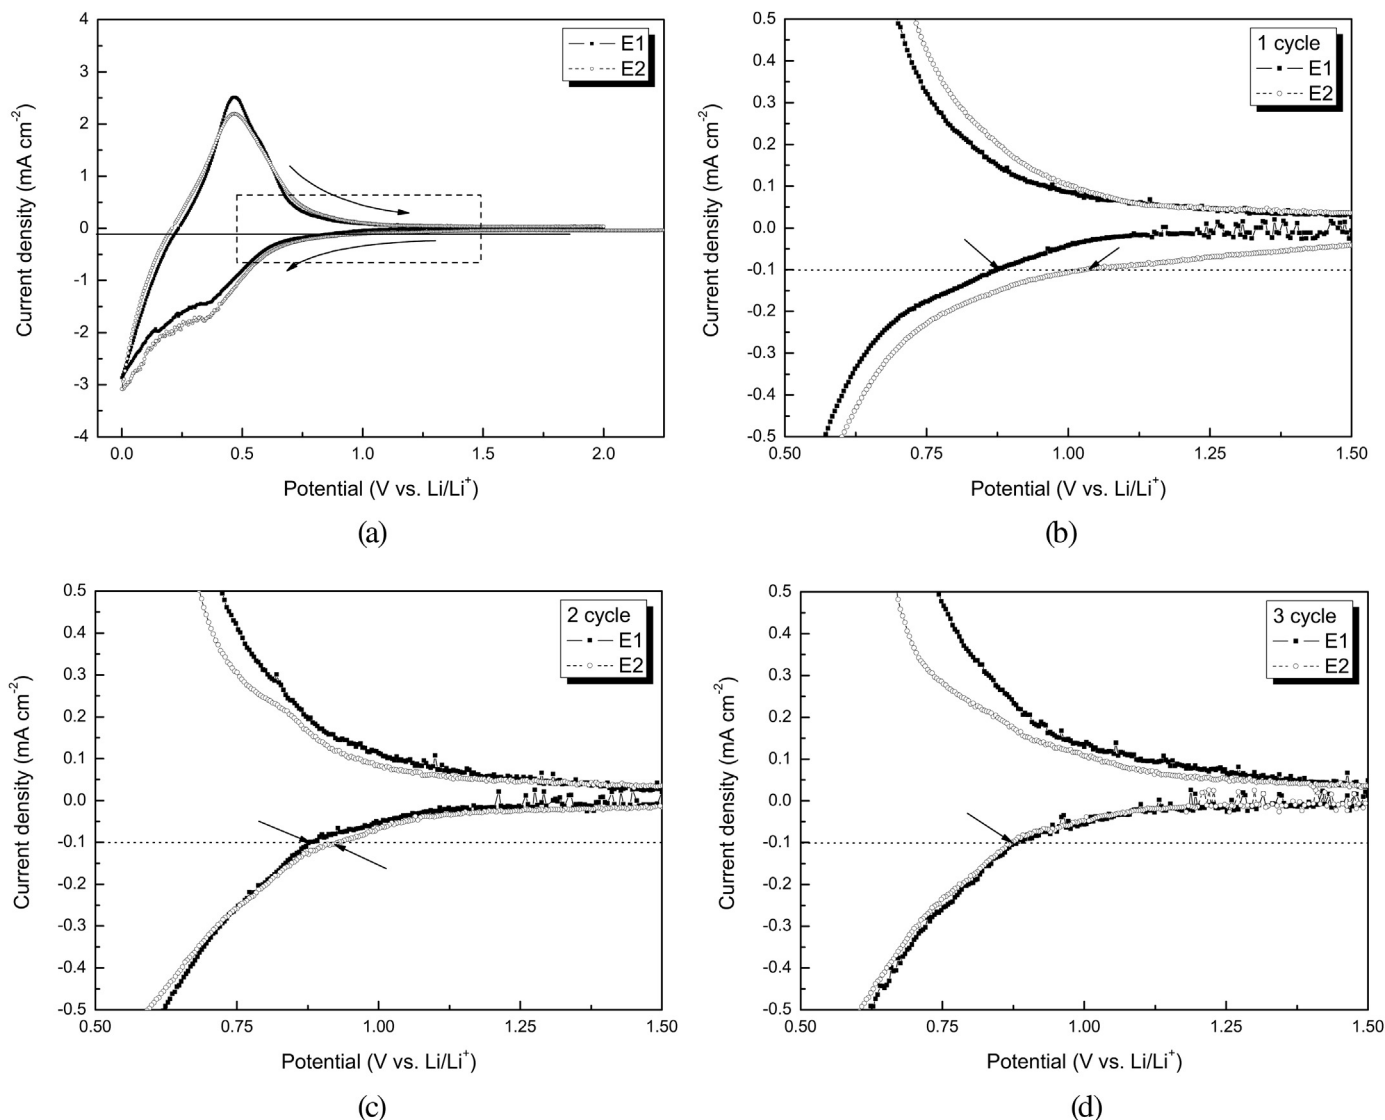 4
3
2
1
0
-1
-2
-3
-4
Current density (mA cm-2)
E1
E2
0.0 0.5 1.0 1.5 2.0
Potential (V vs. Li/Li+)
(a)
0.5
0.4
0.3
0.2
0.1
0.0
-0.1
-0.2
-0.3
-0.4
-0.5
Current density (mA cm-2)
1 cycle
E1
E2
0.50 0.75 1.00 1.25 1.50
Potential (V vs. Li/Li+)
(b)
0.5
0.4
0.3
0.2
0.1
0.0
-0.1
-0.2
-0.3
-0.4
-0.5
Current density (mA cm-2)
2 cycle
E1
E2
0.50 0.75 1.00 1.25 1.50
Potential (V vs. Li/Li+)
(c)
0.5
0.4
0.3
0.2
0.1
0.0
-0.1
-0.2
-0.3
-0.4
-0.5
Current density (mA cm-2)
3 cycle
E1
E2
0.50 0.75 1.00 1.25 1.50
Potential (V vs. Li/Li+)
(d)